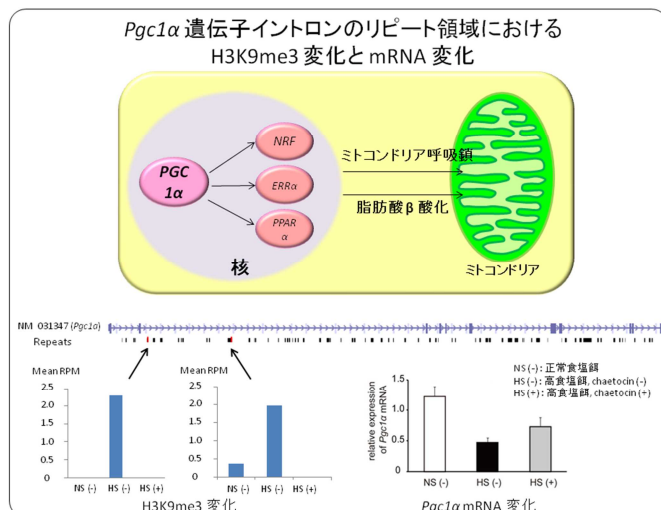 Pgc1α 遺伝子イントロンのリピート領域における
H3K9me3 変化と mRNA 変化
NRF
PGC
1α
ERRα
PPAR
α
核
ミトコンドリア呼吸鎖
脂肪酸β酸化
ミトコンドリア
NM_031347 (Pgc1a)
Repeats
Mean RPM
2.5
2.0
1.5
1.0
0.5
0.0
NS (-) HS (-) HS (+)
Mean RPM
2.5
2.0
1.5
1.0
0.5
0.0
NS (-) HS (-) HS (+)
H3K9me3 変化
NS (-) : 正常食塩餌
HS (-) : 高食塩餌, chaetocin (-)
HS (+) : 高食塩餌, chaetocin (+)
relative expression
of Pgc1α mRNA
1.5
1.0
0.5
0
NS (-) HS (-) HS (+)
Pgc1α mRNA 変化